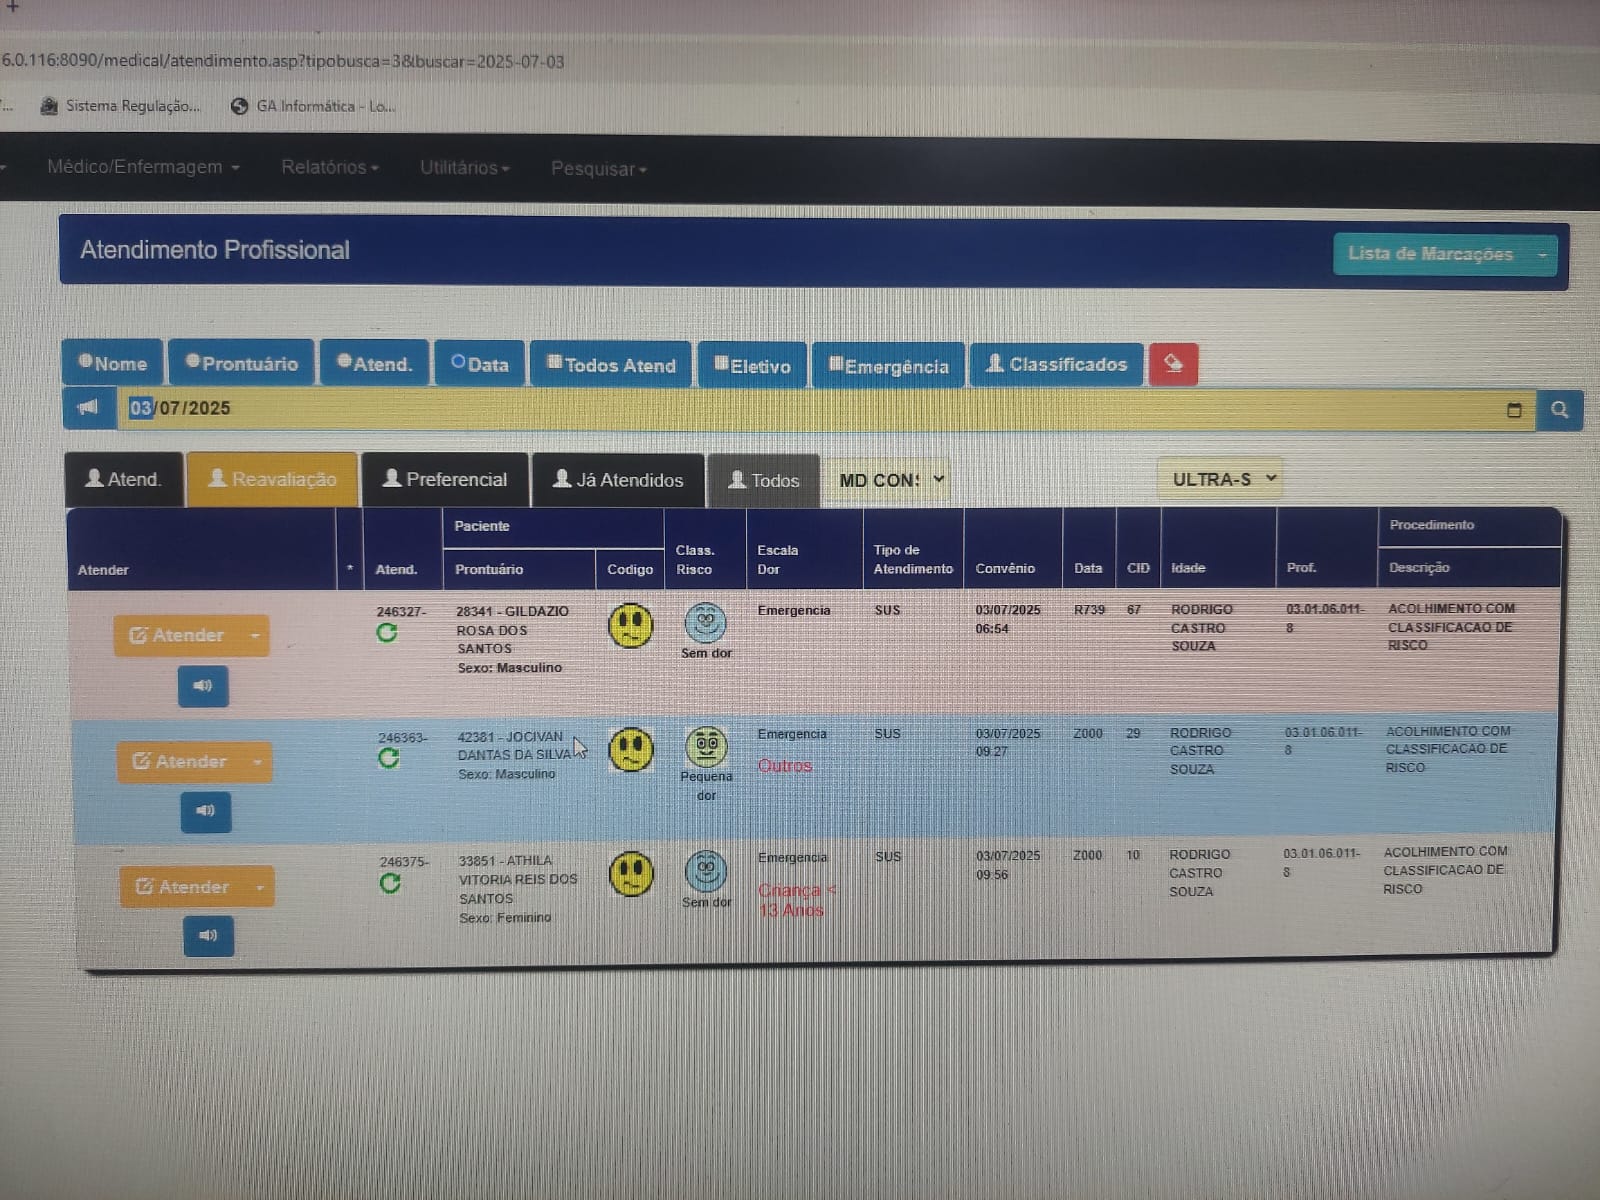 +
6.0.116:8090/medical/atendimento.asp?tipobusca=3&buscar=2025-07-03
... Sistema Regulação... GA Informática - Lo...
Médico/Enfermagem Relatórios Utilitários Pesquisar
Atendimento Profissional Lista de Marcações
Nome Prontuário Atend. Data Todos Atend Eletivo Emergência Classificados
03/07/2025
Atend. Reavaliação Preferencial Já Atendidos Todos MD CON ULTRA-S
Paciente Procedimento
Class. Escala Tipo de
Atender * Atend. Prontuário Codigo Risco Dor Atendimento Convênio Data CID Idade Prof. Descrição
Atender
246327-
28341 - GILDAZIO
ROSA DOS
SANTOS
Sexo: Masculino
Sem dor
Emergencia
SUS
03/07/2025
06:54
R739
67
RODRIGO
CASTRO
SOUZA
03.01.06.011-
8
ACOLHIMENTO COM
CLASSIFICACAO DE
RISCO
Atender
246363-
42381 - JOCIVAN
DANTAS DA SILVA
Sexo: Masculino
Pequena
dor
Emergencia
Outros
SUS
03/07/2025
09:27
Z000
29
RODRIGO
CASTRO
SOUZA
03.01.06.011-
8
ACOLHIMENTO COM
CLASSIFICACAO DE
RISCO
Atender
246375-
33851 - ATHILA
VITORIA REIS DOS
SANTOS
Sexo: Feminino
Sem dor
Emergencia
Criança <
13 Anos
SUS
03/07/2025
09:56
Z000
10
RODRIGO
CASTRO
SOUZA
03.01.06.011-
8
ACOLHIMENTO COM
CLASSIFICACAO DE
RISCO